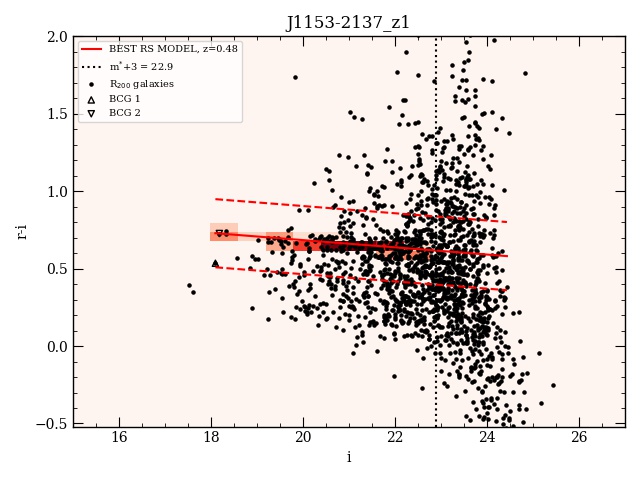 J1153-2137_z1
BEST RS MODEL, z=0.48
m*+3 = 22.9
R200 galaxies
BCG 1
BCG 2
2.0
1.5
1.0
0.5
0.0
−0.5
r-i
16 18 20 22 24 26
i